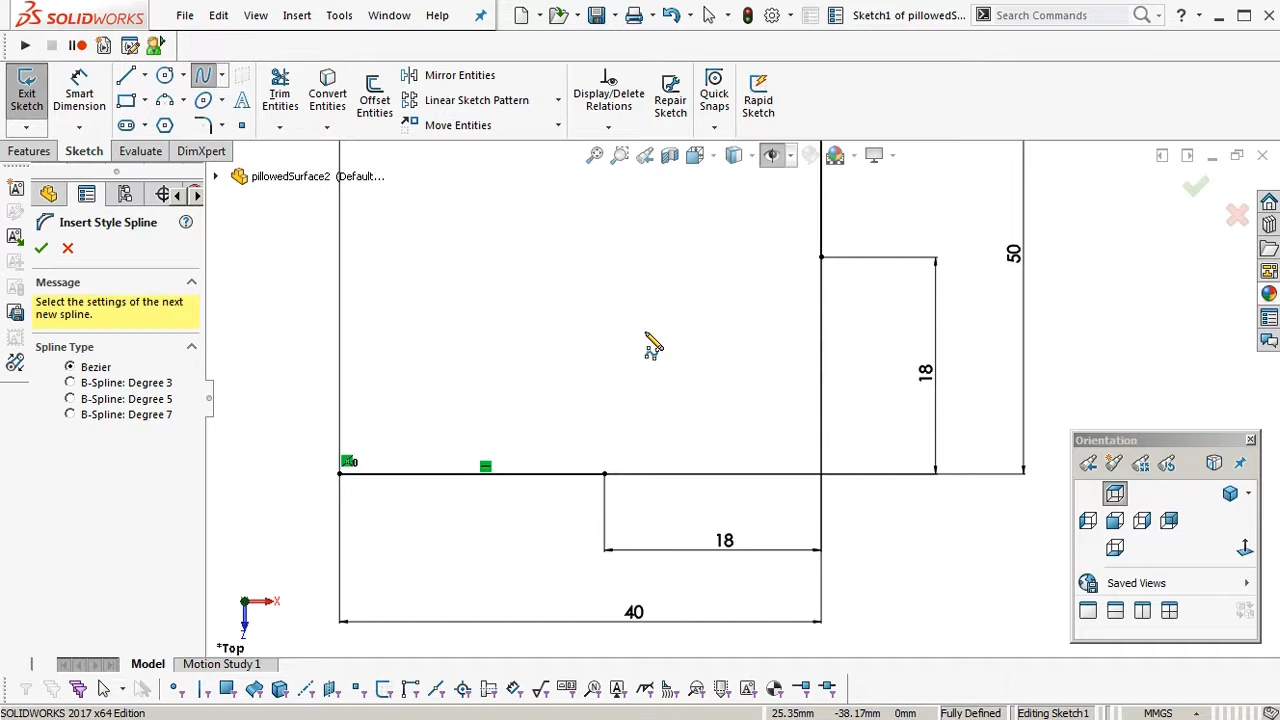 SOLIDWORKS
File Edit View Insert Tools Window Help
Sketch1 of pillowedS...
Search Commands
Exit Sketch
Smart Dimension
Trim Entities
Convert Entities
Offset Entities
Mirror Entities
Linear Sketch Pattern
Move Entities
Display/Delete Relations
Repair Sketch
Quick Snaps
Rapid Sketch
Features Sketch Evaluate DimXpert
pillowedSurface2 (Default...
Insert Style Spline
Message
Select the settings of the next
new spline.
Spline Type
Bezier
B-Spline: Degree 3
B-Spline: Degree 5
B-Spline: Degree 7
50
18
18
40
X
Z
*Top
Orientation
Saved Views
Model Motion Study 1
SOLIDWORKS 2017 x64 Edition
25.35mm -38.17mm 0mm Fully Defined Editing Sketch1 MMGS